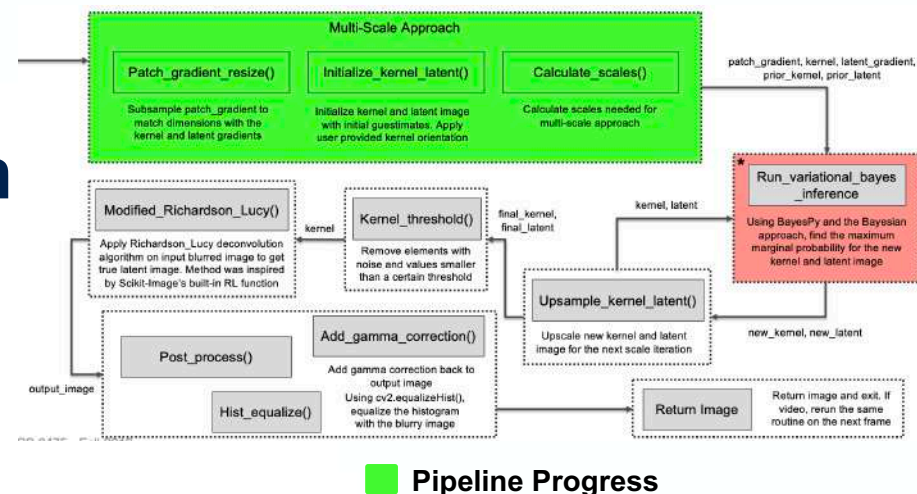 Multi-Scale Approach
Patch_gradient_resize()
Subsample patch_gradient to
match dimensions with the
kernel and latent gradients
Initialize_kernel_latent()
Initialize kernel and latent image
with initial guestimates. Apply
user provided kernel orientation
Calculate_scales()
Calculate scales needed for
multi-scale approach
patch_gradient, kernel, latent_gradient,
prior_kernel, prior_latent
*
Run_variational_bayes
_inference
Using BayesPy and the Bayesian
approach, find the maximum
marginal probability for the new
kernel and latent image
kernel, latent
new_kernel, new_latent
Upsample_kernel_latent()
Upscale new kernel and latent
image for the next scale iteration
final_kernel,
final_latent
Kernel_threshold()
Remove elements with
noise and values smaller
than a certain threshold
kernel
Modified_Richardson_Lucy()
Apply Richardson_Lucy deconvolution
algorithm on input blurred image to get
true latent image. Method was inspired
by Scikit-Image's built-in RL function
output_image
Post_process()
Add_gamma_correction()
Add gamma correction back to
output image
Using cv2.equalizeHist(),
equalize the histogram
with the blurry image
Hist_equalize()
Return Image
Return image and exit. If
video, rerun the same
routine on the next frame
n
Pipeline Progress